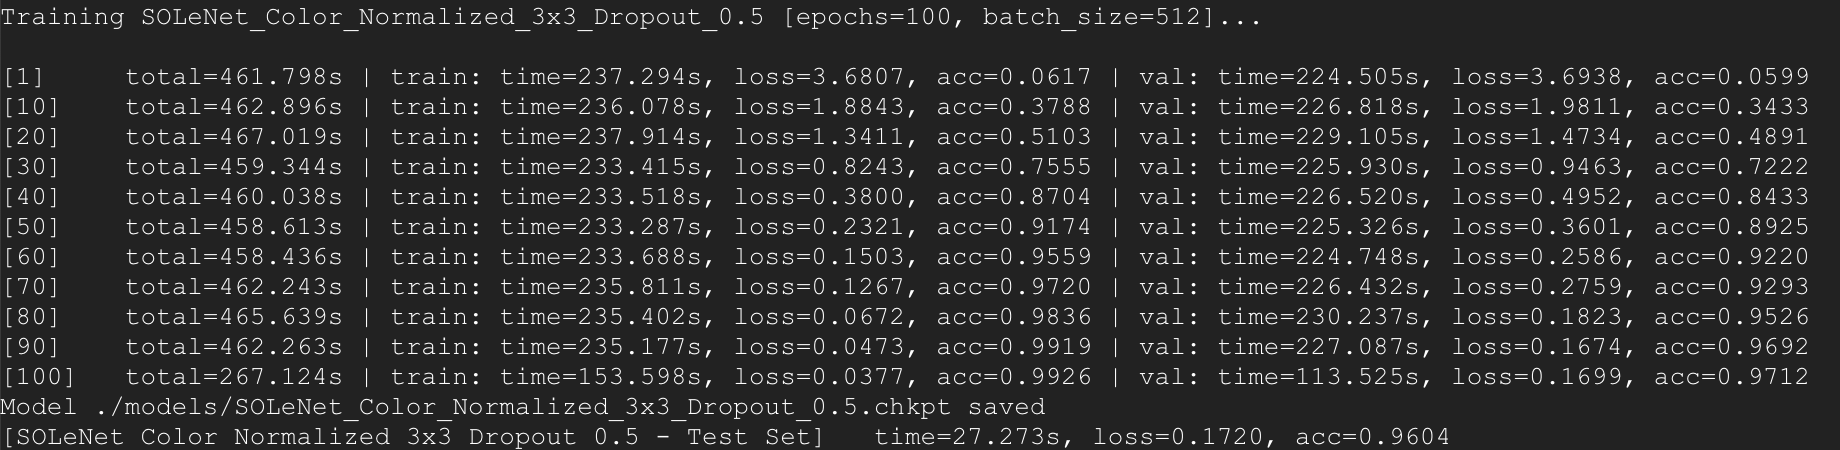 Training SOLeNet_Color_Normalized_3x3_Dropout_0.5 [epochs=100, batch_size=512]...
[1] total=461.798s | train: time=237.294s, loss=3.6807, acc=0.0617 | val: time=224.505s, loss=3.6938, acc=0.0599
[10] total=462.896s | train: time=236.078s, loss=1.8843, acc=0.3788 | val: time=226.818s, loss=1.9811, acc=0.3433
[20] total=467.019s | train: time=237.914s, loss=1.3411, acc=0.5103 | val: time=229.105s, loss=1.4734, acc=0.4891
[30] total=459.344s | train: time=233.415s, loss=0.8243, acc=0.7555 | val: time=225.930s, loss=0.9463, acc=0.7222
[40] total=460.038s | train: time=233.518s, loss=0.3800, acc=0.8704 | val: time=226.520s, loss=0.4952, acc=0.8433
[50] total=458.613s | train: time=233.287s, loss=0.2321, acc=0.9174 | val: time=225.326s, loss=0.3601, acc=0.8925
[60] total=458.436s | train: time=233.688s, loss=0.1503, acc=0.9559 | val: time=224.748s, loss=0.2586, acc=0.9220
[70] total=462.243s | train: time=235.811s, loss=0.1267, acc=0.9720 | val: time=226.432s, loss=0.2759, acc=0.9293
[80] total=465.639s | train: time=235.402s, loss=0.0672, acc=0.9836 | val: time=230.237s, loss=0.1823, acc=0.9526
[90] total=462.263s | train: time=235.177s, loss=0.0473, acc=0.9919 | val: time=227.087s, loss=0.1674, acc=0.9692
[100] total=267.124s | train: time=153.598s, loss=0.0377, acc=0.9926 | val: time=113.525s, loss=0.1699, acc=0.9712
Model ./models/SOLeNet_Color_Normalized_3x3_Dropout_0.5.chkpt saved
[SOLeNet Color Normalized 3x3 Dropout 0.5 - Test Set] time=27.273s, loss=0.1720, acc=0.9604